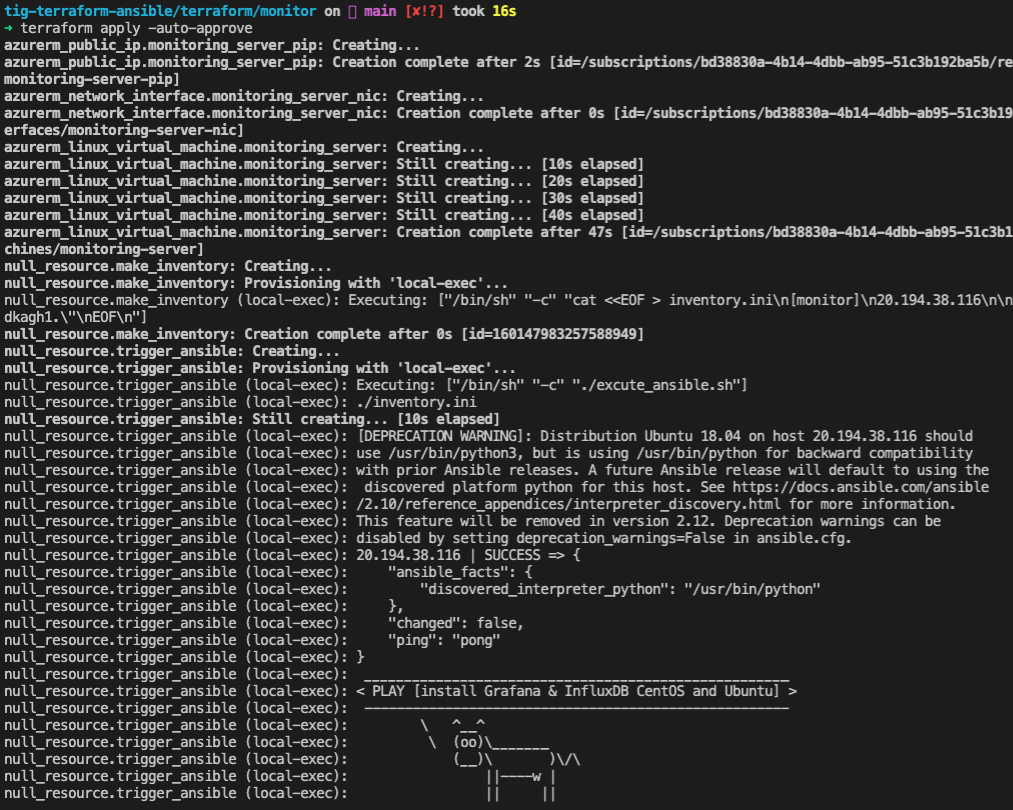 tig-terraform-ansible/terraform/monitor on  main [✘!?] took 16s
➜ terraform apply -auto-approve
azurerm_public_ip.monitoring_server_pip: Creating...
azurerm_public_ip.monitoring_server_pip: Creation complete after 2s [id=/subscriptions/bd38830a-4b14-4dbb-ab95-51c3b192ba5b/re
monitoring-server-pip]
azurerm_network_interface.monitoring_server_nic: Creating...
azurerm_network_interface.monitoring_server_nic: Creation complete after 0s [id=/subscriptions/bd38830a-4b14-4dbb-ab95-51c3b19
erfaces/monitoring-server-nic]
azurerm_linux_virtual_machine.monitoring_server: Creating...
azurerm_linux_virtual_machine.monitoring_server: Still creating... [10s elapsed]
azurerm_linux_virtual_machine.monitoring_server: Still creating... [20s elapsed]
azurerm_linux_virtual_machine.monitoring_server: Still creating... [30s elapsed]
azurerm_linux_virtual_machine.monitoring_server: Still creating... [40s elapsed]
azurerm_linux_virtual_machine.monitoring_server: Creation complete after 47s [id=/subscriptions/bd38830a-4b14-4dbb-ab95-51c3b1
chines/monitoring-server]
null_resource.make_inventory: Creating...
null_resource.make_inventory: Provisioning with 'local-exec'...
null_resource.make_inventory (local-exec): Executing: ["/bin/sh" "-c" "cat <<EOF > inventory.ini\n[monitor]\n20.194.38.116\n\n
dkagh1.\"\nEOF\n"]
null_resource.make_inventory: Creation complete after 0s [id=160147983257588949]
null_resource.trigger_ansible: Creating...
null_resource.trigger_ansible: Provisioning with 'local-exec'...
null_resource.trigger_ansible (local-exec): Executing: ["/bin/sh" "-c" "./excute_ansible.sh"]
null_resource.trigger_ansible (local-exec): ./inventory.ini
null_resource.trigger_ansible: Still creating... [10s elapsed]
null_resource.trigger_ansible (local-exec): [DEPRECATION WARNING]: Distribution Ubuntu 18.04 on host 20.194.38.116 should
null_resource.trigger_ansible (local-exec): use /usr/bin/python3, but is using /usr/bin/python for backward compatibility
null_resource.trigger_ansible (local-exec): with prior Ansible releases. A future Ansible release will default to using the
null_resource.trigger_ansible (local-exec):  discovered platform python for this host. See https://docs.ansible.com/ansible
null_resource.trigger_ansible (local-exec): /2.10/reference_appendices/interpreter_discovery.html for more information.
null_resource.trigger_ansible (local-exec): This feature will be removed in version 2.12. Deprecation warnings can be
null_resource.trigger_ansible (local-exec): disabled by setting deprecation_warnings=False in ansible.cfg.
null_resource.trigger_ansible (local-exec): 20.194.38.116 | SUCCESS => {
null_resource.trigger_ansible (local-exec):     "ansible_facts": {
null_resource.trigger_ansible (local-exec):         "discovered_interpreter_python": "/usr/bin/python"
null_resource.trigger_ansible (local-exec):     },
null_resource.trigger_ansible (local-exec):     "changed": false,
null_resource.trigger_ansible (local-exec):     "ping": "pong"
null_resource.trigger_ansible (local-exec): }
null_resource.trigger_ansible (local-exec):  _____________________________________________________
null_resource.trigger_ansible (local-exec): < PLAY [install Grafana & InfluxDB CentOS and Ubuntu] >
null_resource.trigger_ansible (local-exec):  -----------------------------------------------------
null_resource.trigger_ansible (local-exec):         \   ^__^
null_resource.trigger_ansible (local-exec):          \  (oo)\_______
null_resource.trigger_ansible (local-exec):             (__)\       )\/\
null_resource.trigger_ansible (local-exec):                 ||----w |
null_resource.trigger_ansible (local-exec):                 ||     ||